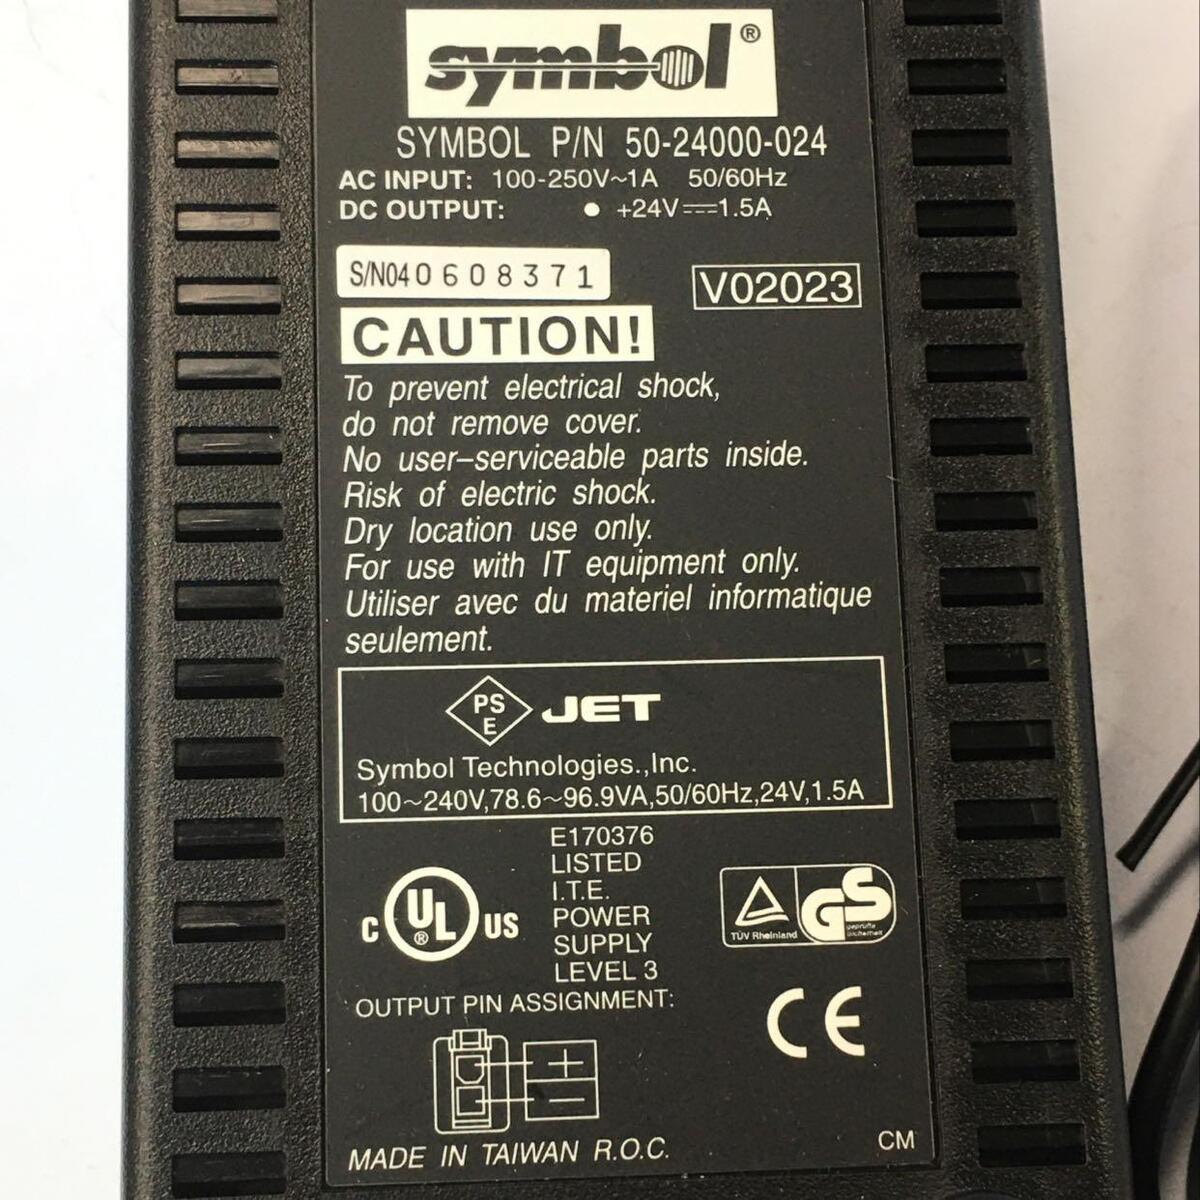 symbol®
SYMBOL P/N 50-24000-024
AC INPUT: 100-250V~1A 50/60Hz
DC OUTPUT: ● +24V⎓1.5A
S/N040608371
V02023
CAUTION!
To prevent electrical shock,
do not remove cover.
No user-serviceable parts inside.
Risk of electric shock.
Dry location use only.
For use with IT equipment only.
Utiliser avec du materiel informatique
seulement.
PS
E
JET
Symbol Technologies.,Inc.
100~240V,78.6~96.9VA,50/60Hz,24V,1.5A
E170376
LISTED
I.T.E.
POWER
SUPPLY
LEVEL 3
C UL® US
TÜV Rheinland
GS
geprüfte
Sicherheit
OUTPUT PIN ASSIGNMENT:
+
−
CE
MADE IN TAIWAN R.O.C.
CM